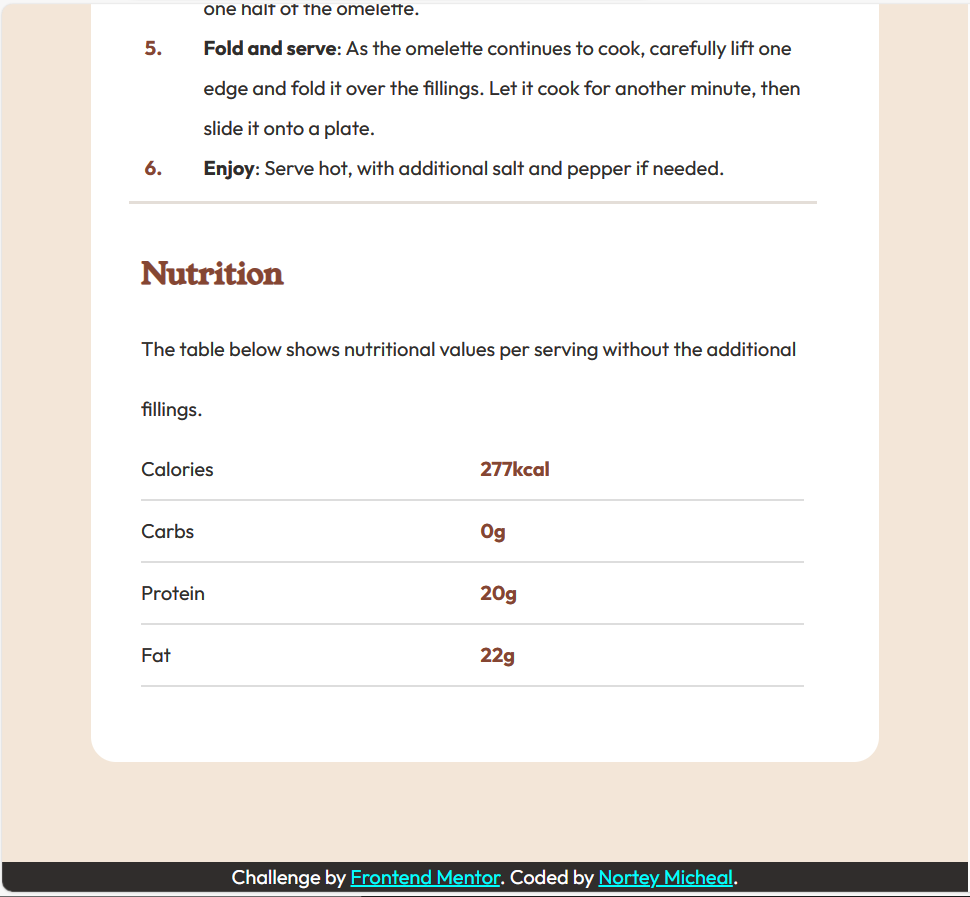 one half of the omelette.
5. Fold and serve: As the omelette continues to cook, carefully lift one
edge and fold it over the fillings. Let it cook for another minute, then
slide it onto a plate.
6. Enjoy: Serve hot, with additional salt and pepper if needed.
Nutrition
The table below shows nutritional values per serving without the additional
fillings.
Calories 277kcal
Carbs 0g
Protein 20g
Fat 22g
Challenge by Frontend Mentor. Coded by Nortey Micheal.